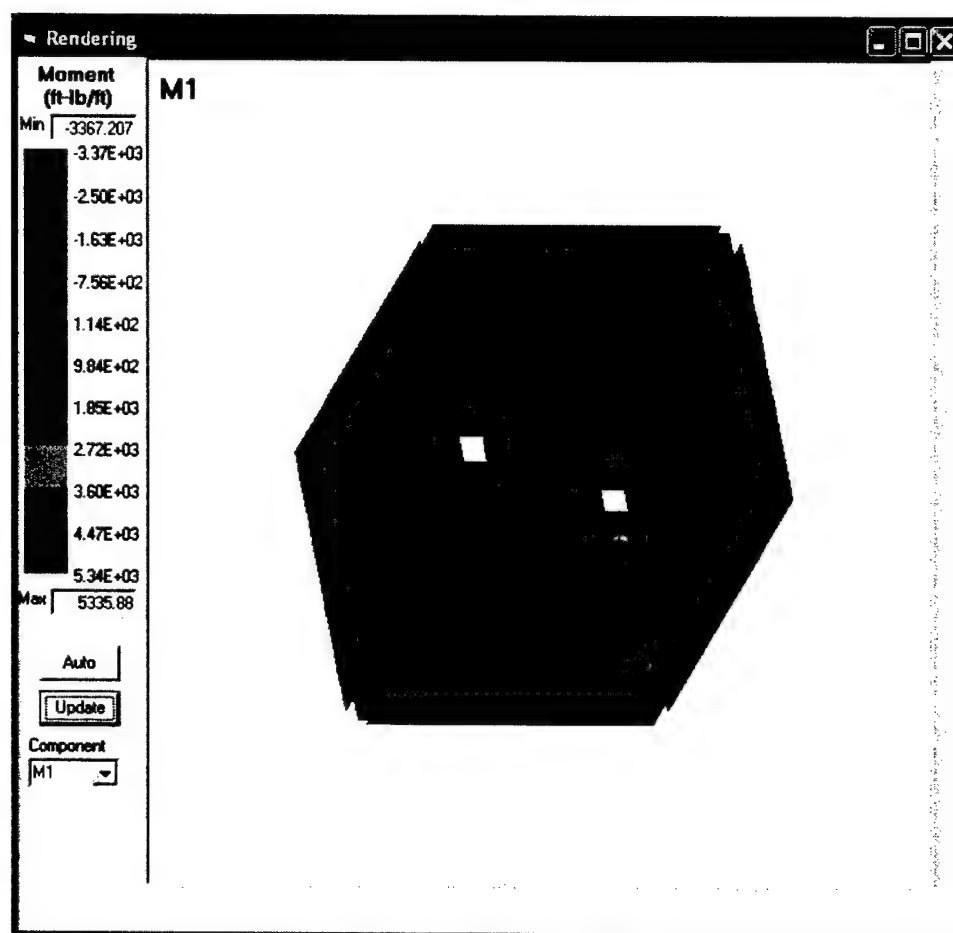 Rendering
Moment
(ft-lb/ft)
M1
Min -3367.207
-3.37E+03
-2.50E+03
-1.63E+03
-7.56E+02
1.14E+02
9.84E+02
1.85E+03
2.72E+03
3.60E+03
4.47E+03
5.34E+03
Max 5335.88
Auto
Update
Component
M1